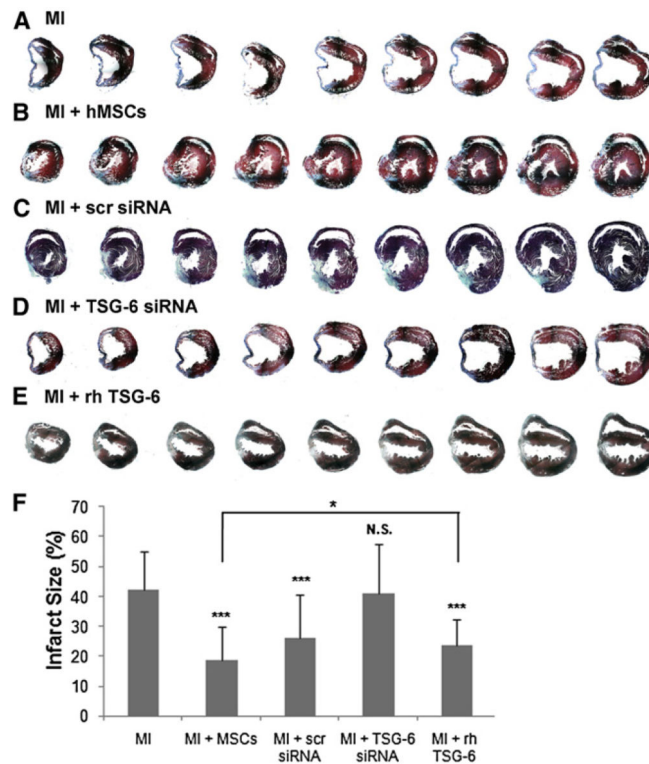 A MI
B MI + hMSCs
C MI + scr siRNA
D MI + TSG-6 siRNA
E MI + rh TSG-6
F
Infarct Size (%)
70
60
50
40
30
20
10
0
*
***
***
N.S.
***
MI
MI + MSCs
MI + scr
siRNA
MI + TSG-6
siRNA
MI + rh
TSG-6